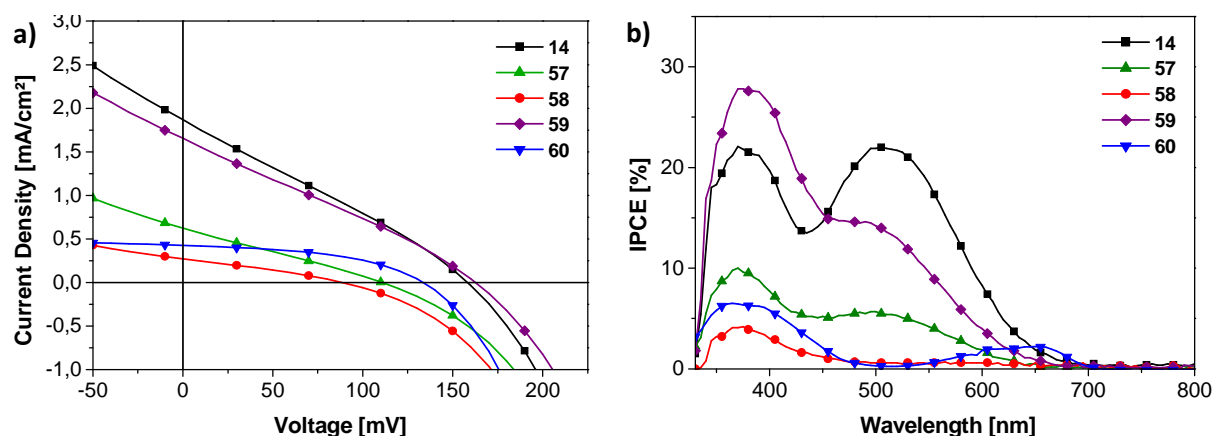 a)
Current Density [mA/cm²]
3,0
2,5
2,0
1,5
1,0
0,5
0,0
-0,5
-1,0
-50 0 50 100 150 200
Voltage [mV]
14
57
58
59
60
b)
IPCE [%]
30
20
10
0
400 500 600 700 800
Wavelength [nm]
14
57
58
59
60